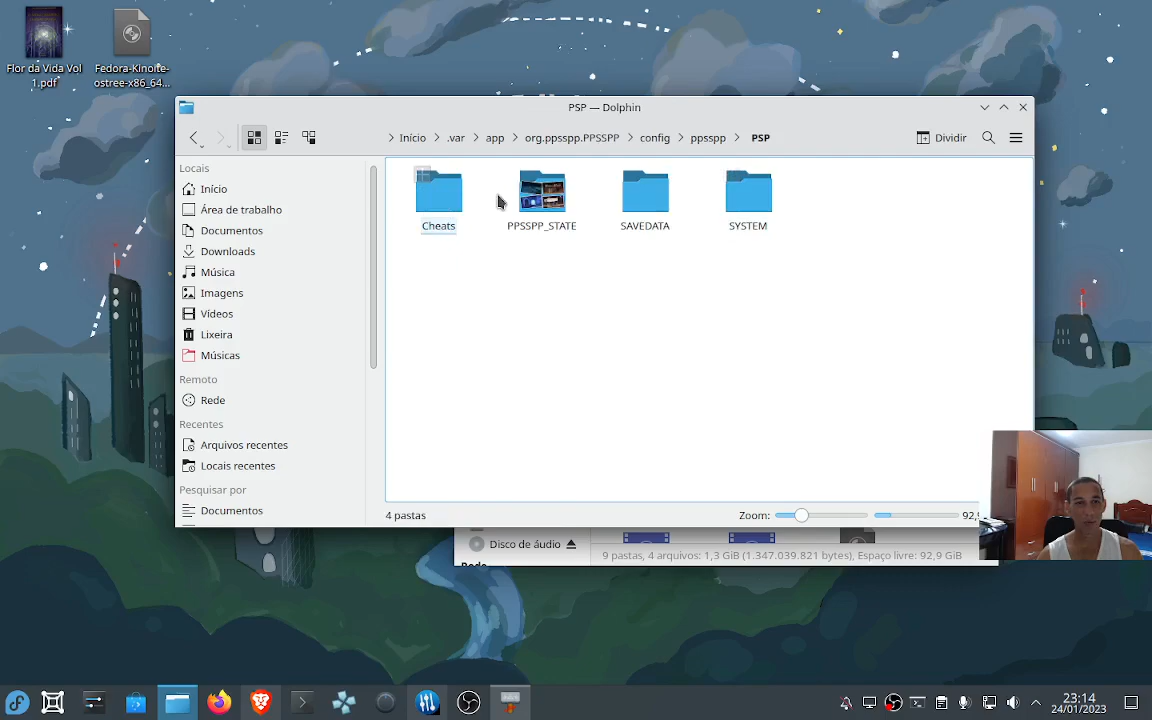 Flor da Vida Vol
1.pdf
Fedora-Kinoite-
ostree-x86_64...
PSP — Dolphin
Início
.var
app
org.ppsspp.PPSSPP
config
ppsspp
PSP
Dividir
Locais
Início
Área de trabalho
Documentos
Downloads
Música
Imagens
Vídeos
Lixeira
Músicas
Remoto
Rede
Recentes
Arquivos recentes
Locais recentes
Pesquisar por
Documentos
Cheats
PPSSPP_STATE
SAVEDATA
SYSTEM
4 pastas
Zoom:
92,9
Disco de áudio
9 pastas, 4 arquivos: 1,3 GiB (1.347.039.821 bytes), Espaço livre: 92,9 GiB
Rede
23:14
24/01/2023